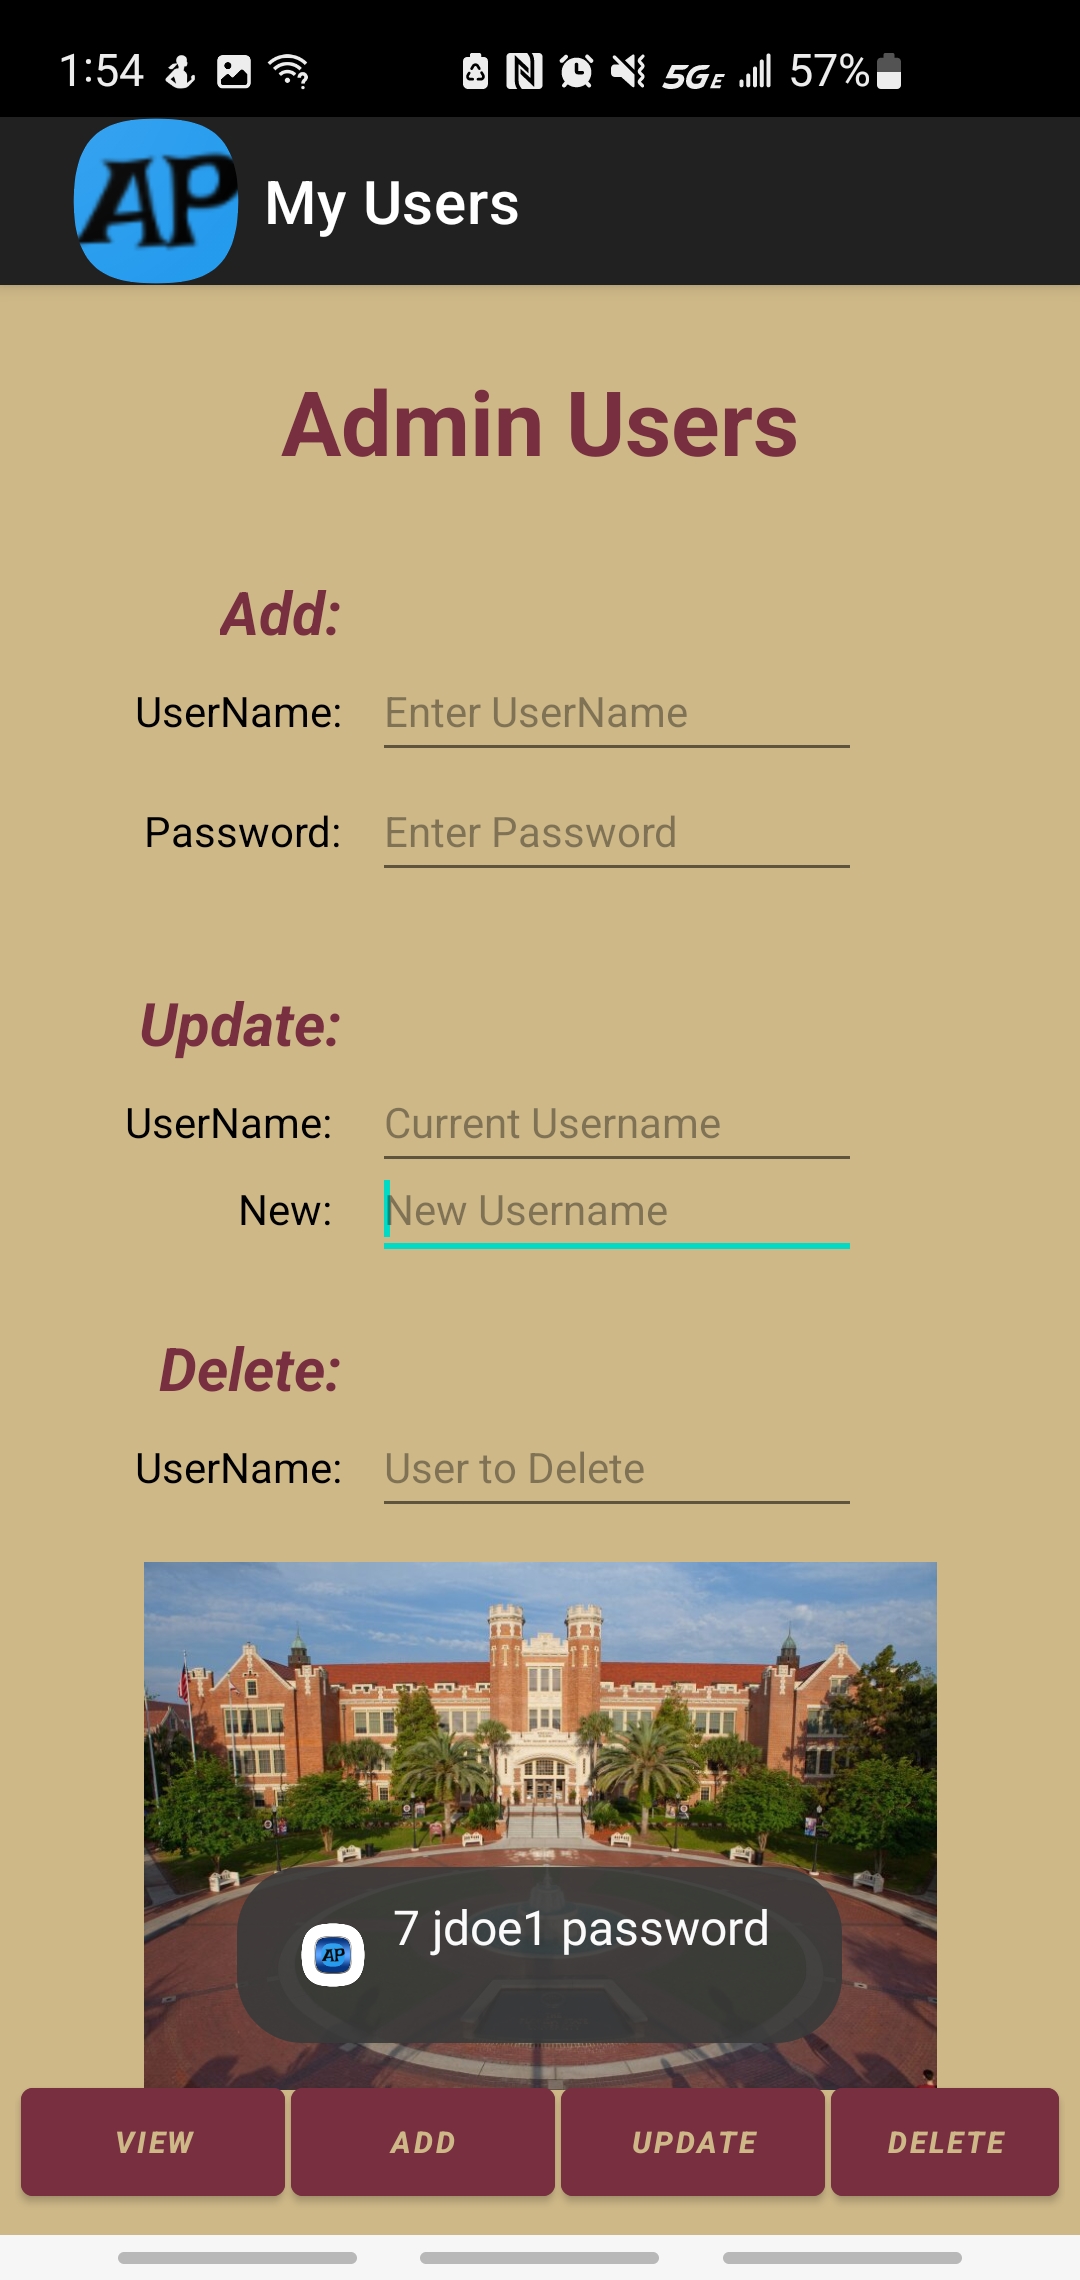 1:54 5GE 57%
AP My Users
Admin Users
Add:
UserName: Enter UserName
Password: Enter Password
Update:
UserName: Current Username
New: New Username
Delete:
UserName: User to Delete
AP 7 jdoe1 password
VIEW ADD UPDATE DELETE